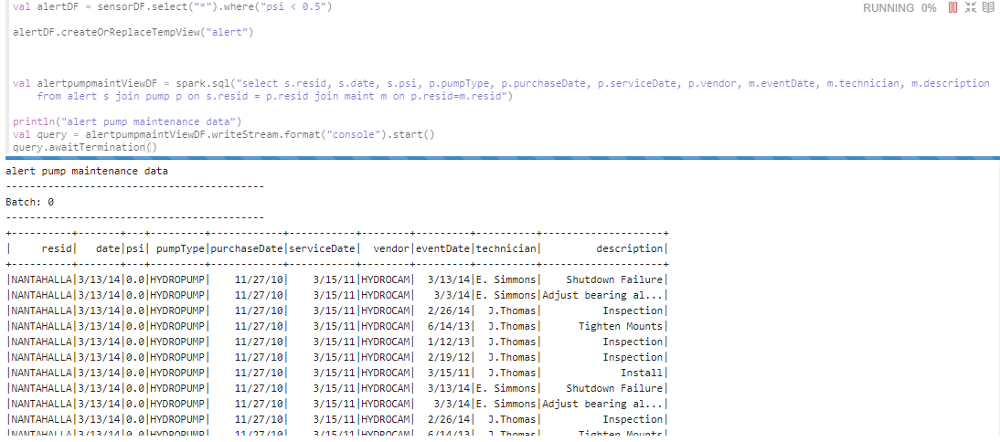 val alertDF = sensorDF.select("*").where("psi < 0.5")
RUNNING 0%
alertDF.createOrReplaceTempView("alert")
val alertpumpmaintViewDF = spark.sql("select s.resid, s.date, s.psi, p.pumpType, p.purchaseDate, p.serviceDate, p.vendor, m.eventDate, m.technician, m.description
from alert s join pump p on s.resid = p.resid join maint m on p.resid=m.resid")
println("alert pump maintenance data")
val query = alertpumpmaintViewDF.writeStream.format("console").start()
query.awaitTermination()
alert pump maintenance data
-------------------------------------------
Batch: 0
-------------------------------------------
+----------+-------+---+---------+------------+-----------+--------+---------+----------+--------------------+
|     resid|   date|psi| pumpType|purchaseDate|serviceDate|  vendor|eventDate|technician|         description|
+----------+-------+---+---------+------------+-----------+--------+---------+----------+--------------------+
|NANTAHALLA|3/13/14|0.0|HYDROPUMP|    11/27/10|    3/15/11|HYDROCAM|  3/13/14|E. Simmons|    Shutdown Failure|
|NANTAHALLA|3/13/14|0.0|HYDROPUMP|    11/27/10|    3/15/11|HYDROCAM|   3/3/14|E. Simmons|Adjust bearing al...|
|NANTAHALLA|3/13/14|0.0|HYDROPUMP|    11/27/10|    3/15/11|HYDROCAM|  2/26/14|  J.Thomas|          Inspection|
|NANTAHALLA|3/13/14|0.0|HYDROPUMP|    11/27/10|    3/15/11|HYDROCAM|  6/14/13|  J.Thomas|      Tighten Mounts|
|NANTAHALLA|3/13/14|0.0|HYDROPUMP|    11/27/10|    3/15/11|HYDROCAM|  1/12/13|  J.Thomas|          Inspection|
|NANTAHALLA|3/13/14|0.0|HYDROPUMP|    11/27/10|    3/15/11|HYDROCAM|  2/19/12|  J.Thomas|          Inspection|
|NANTAHALLA|3/13/14|0.0|HYDROPUMP|    11/27/10|    3/15/11|HYDROCAM|  3/15/11|  J.Thomas|             Install|
|NANTAHALLA|3/13/14|0.0|HYDROPUMP|    11/27/10|    3/15/11|HYDROCAM|  3/13/14|E. Simmons|    Shutdown Failure|
|NANTAHALLA|3/13/14|0.0|HYDROPUMP|    11/27/10|    3/15/11|HYDROCAM|   3/3/14|E. Simmons|Adjust bearing al...|
|NANTAHALLA|3/13/14|0.0|HYDROPUMP|    11/27/10|    3/15/11|HYDROCAM|  2/26/14|  J.Thomas|          Inspection|
|NANTAHALLA|3/13/14|0.0|HYDROPUMP|    11/27/10|    3/15/11|HYDROCAM|  6/14/13|  J.Thomas|      Tighten Mounts|